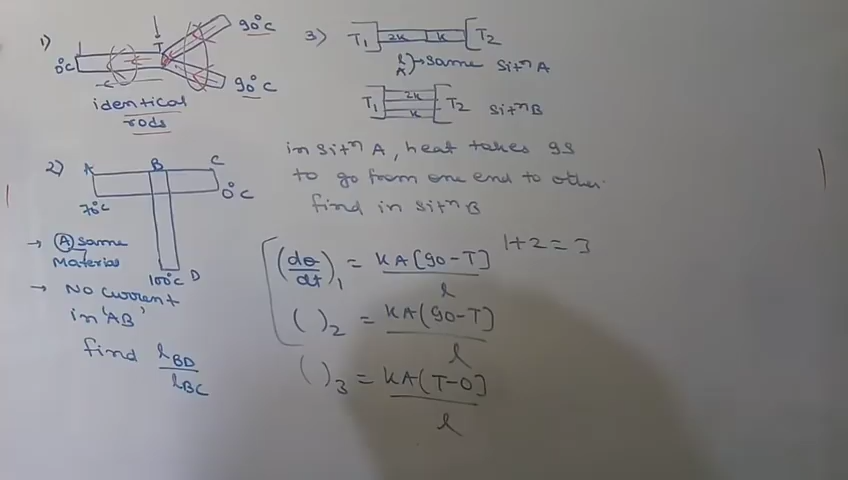 1)
0°C
T
90°C
90°C
identical
rods
2)
A
B
C
70°C
0°C
100°C D
→ (A) same
Material
→ No current
in 'AB'
find l_BD / l_BC
3) T₁ 2K K T₂
l A } → same sitⁿ A
T₁ 2K K T₂ sitⁿ B
in sitⁿ A, heat takes 9s
to go from one end to other.
find in sitⁿ B
(dθ/dt)₁ = KA[90-T] / l
1+2=3
( )₂ = KA(90-T] / l
( )₃ = KA(T-0] / l